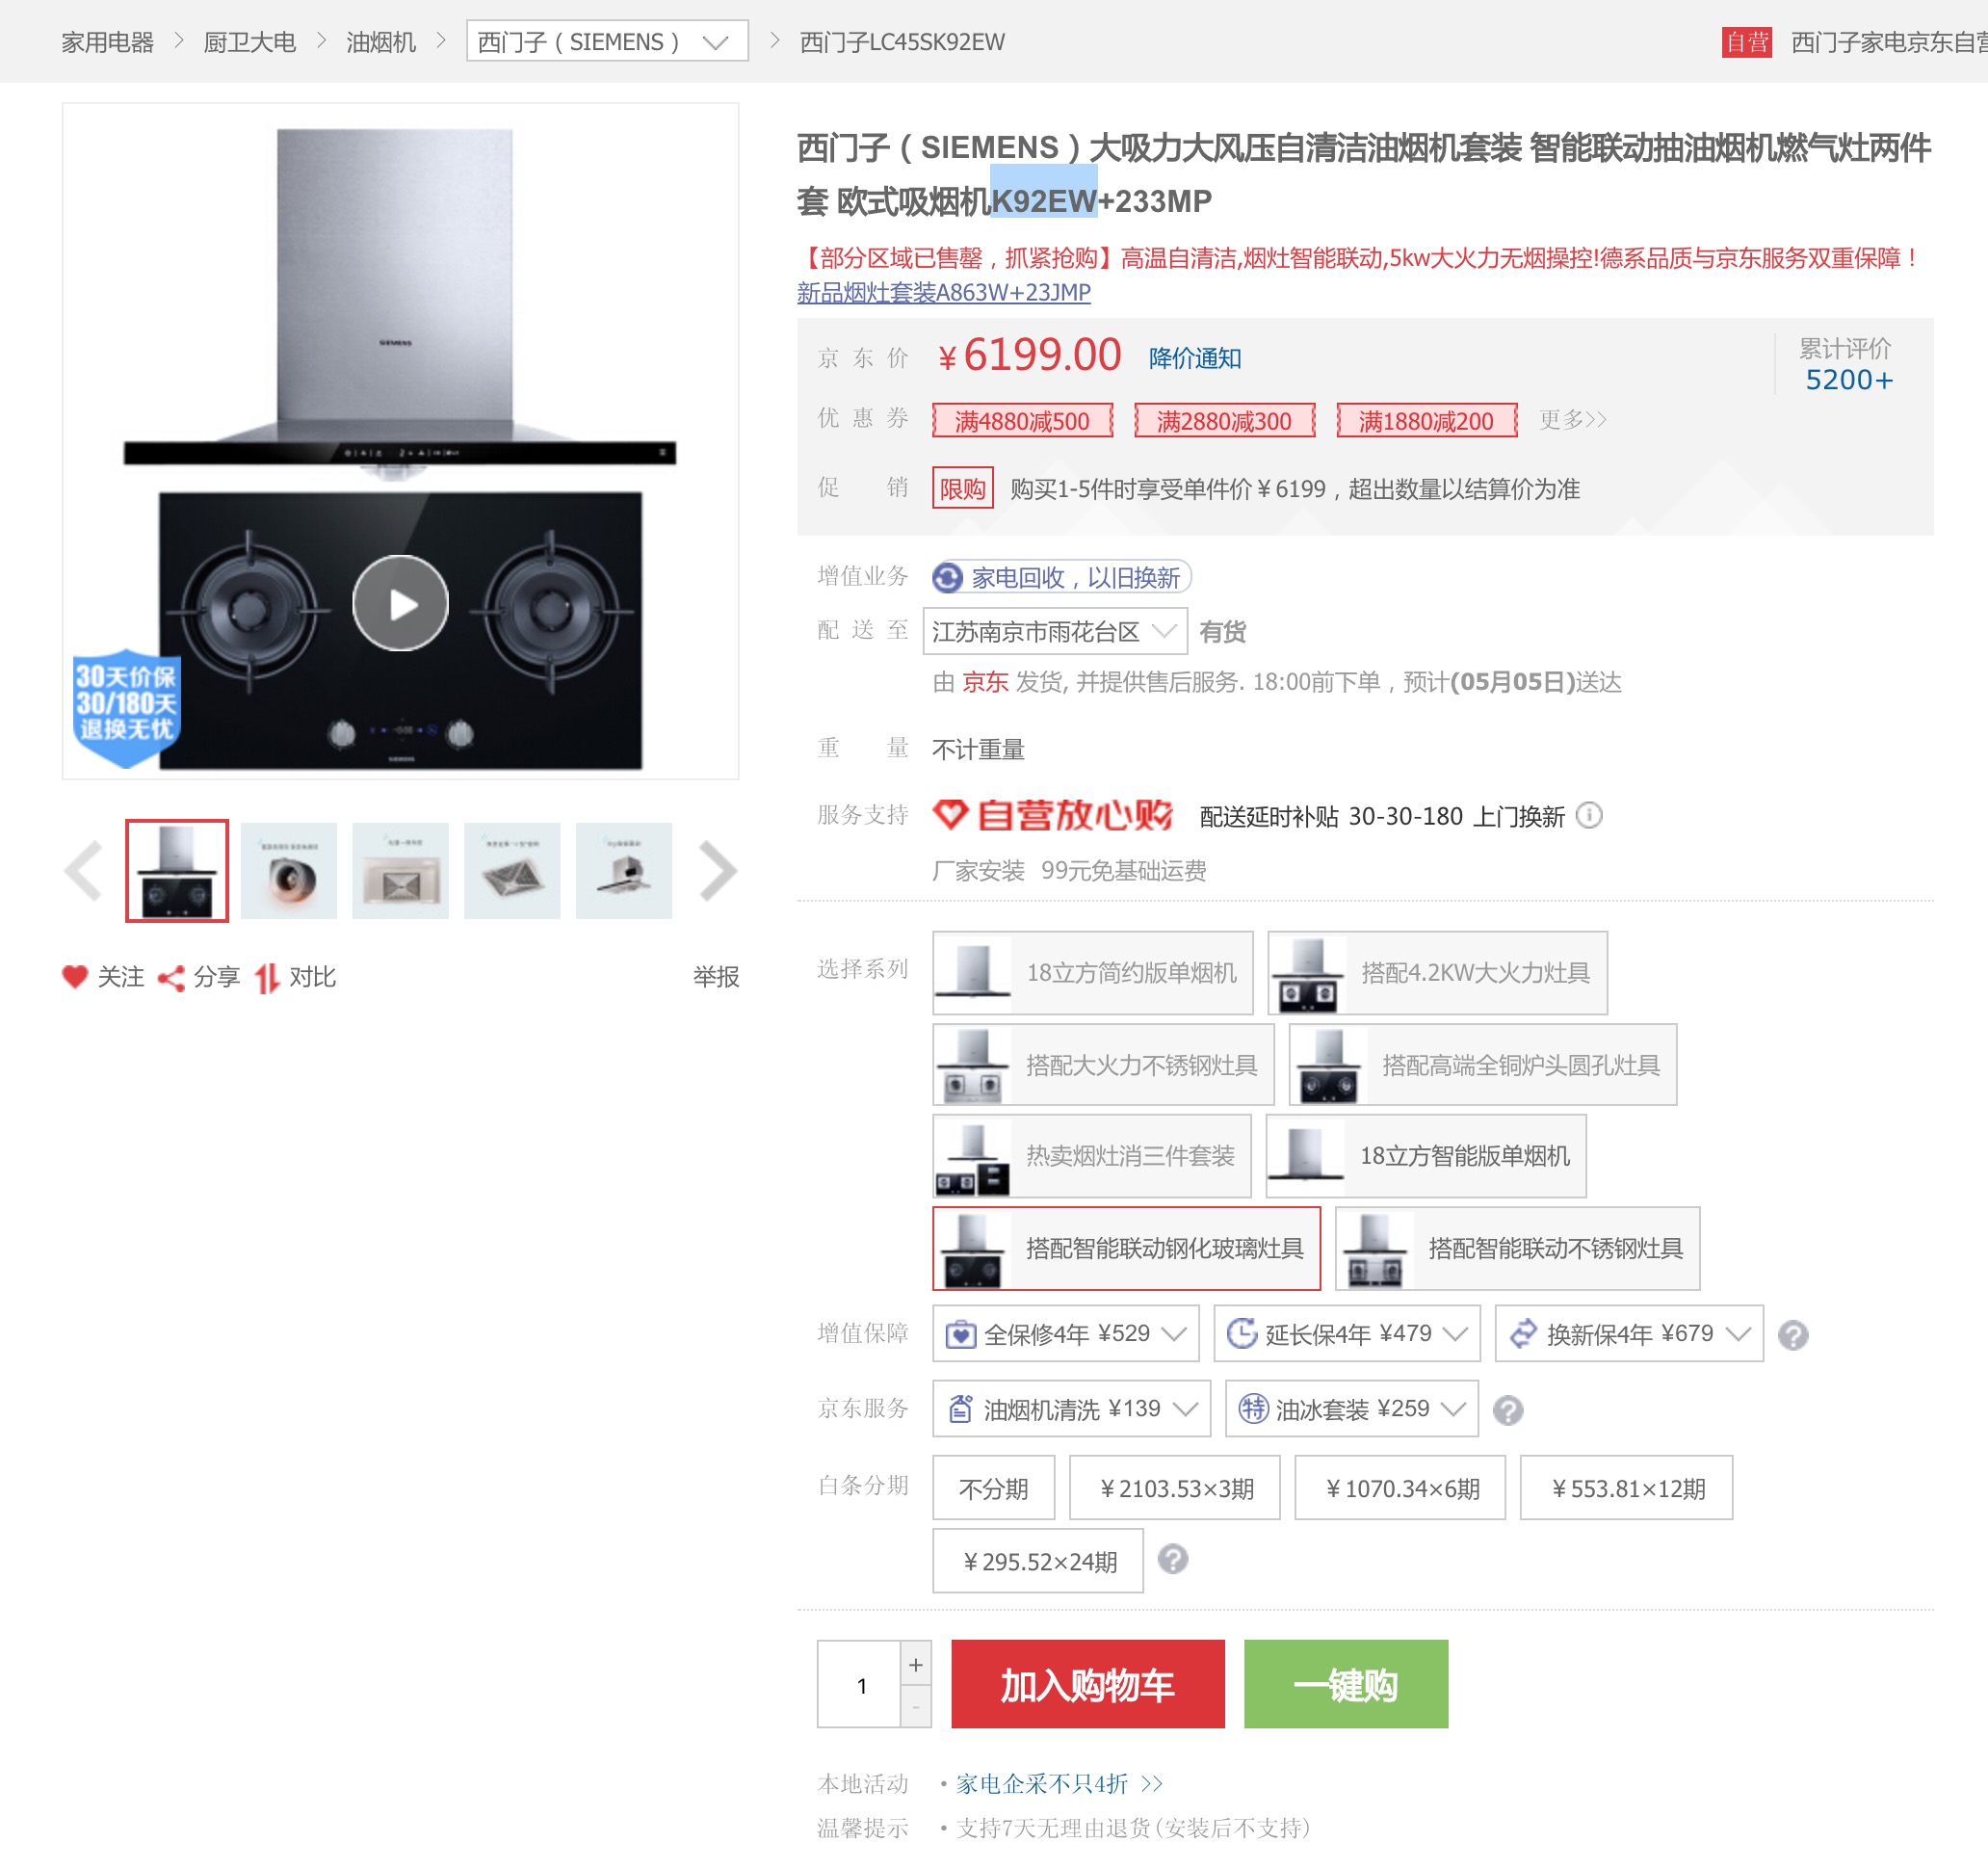 家用电器 > 厨卫大电 > 油烟机 > 西门子（SIEMENS） > 西门子LC45SK92EW
自营 西门子家电京东自营
西门子（SIEMENS）大吸力大风压自清洁油烟机套装 智能联动抽油烟机燃气灶两件
套 欧式吸烟机K92EW+233MP
【部分区域已售罄，抓紧抢购】高温自清洁,烟灶智能联动,5kw大火力无烟操控!德系品质与京东服务双重保障！
新品烟灶套装A863W+23JMP
京东价 ￥6199.00 降价通知
累计评价
5200+
优惠券 满4880减500 满2880减300 满1880减200 更多>>
促销 限购 购买1-5件时享受单件价￥6199，超出数量以结算价为准
SIEMENS
SIEMENS
30天价保
30/180天
退换无忧
关注 分享 对比 举报
增值业务 家电回收，以旧换新
配送至 江苏南京市雨花台区 有货
由 京东 发货, 并提供售后服务. 18:00前下单，预计(05月05日)送达
重量 不计重量
服务支持 自营放心购 配送延时补贴 30-30-180 上门换新
厂家安装 99元免基础运费
选择系列 18立方简约版单烟机 搭配4.2KW大火力灶具
搭配大火力不锈钢灶具 搭配高端全铜炉头圆孔灶具
热卖烟灶消三件套装 18立方智能版单烟机
搭配智能联动钢化玻璃灶具 搭配智能联动不锈钢灶具
增值保障 全保修4年 ¥529 延长保4年 ¥479 换新保4年 ¥679 ?
京东服务 油烟机清洗 ¥139 特 油冰套装 ¥259 ?
白条分期 不分期 ￥2103.53×3期 ￥1070.34×6期 ￥553.81×12期
￥295.52×24期 ?
1 + - 加入购物车 一键购
本地活动 ·家电企采不只4折 >>
温馨提示 ·支持7天无理由退货(安装后不支持)